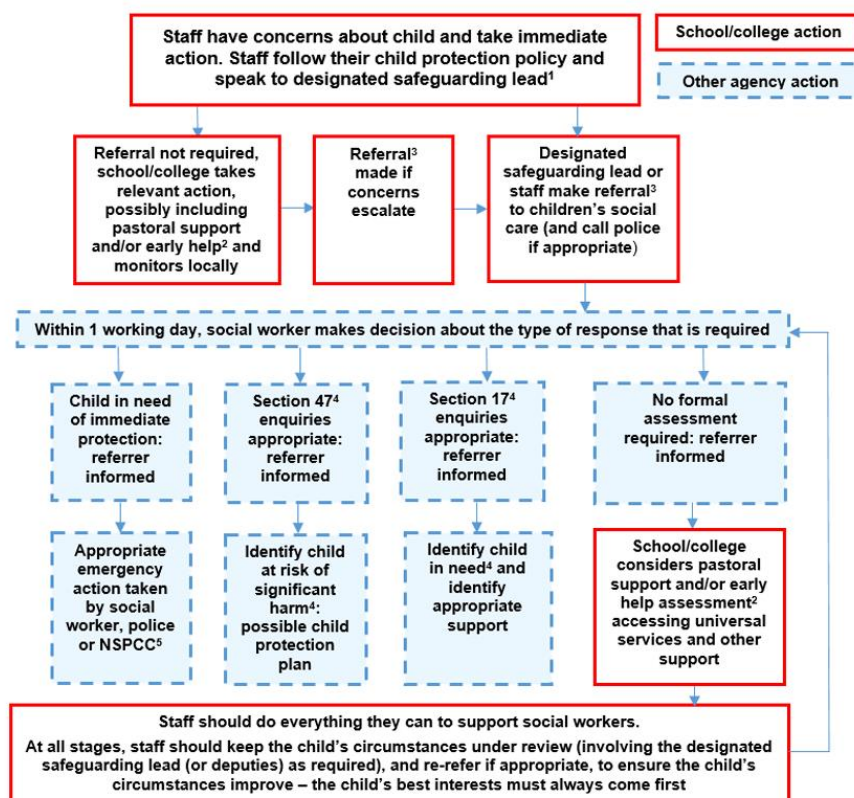 Staff have concerns about child and take immediate
action. Staff follow their child protection policy and
speak to designated safeguarding lead¹
School/college action
Other agency action
Referral not required,
school/college takes
relevant action,
possibly including
pastoral support
and/or early help² and
monitors locally
Referral³
made if
concerns
escalate
Designated
safeguarding lead or
staff make referral³
to children’s social
care (and call police
if appropriate)
Within 1 working day, social worker makes decision about the type of response that is required
Child in need
of immediate
protection:
referrer
informed
Section 47⁴
enquiries
appropriate:
referrer
informed
Section 17⁴
enquiries
appropriate:
referrer
informed
No formal
assessment
required: referrer
informed
Appropriate
emergency
action taken
by social
worker, police
or NSPCC⁵
Identify child
at risk of
significant
harm⁴:
possible child
protection
plan
Identify child
in need⁴ and
identify
appropriate
support
School/college
considers pastoral
support and/or early
help assessment²
accessing universal
services and other
support
Staff should do everything they can to support social workers.
At all stages, staff should keep the child’s circumstances under review (involving the designated
safeguarding lead (or deputies) as required), and re-refer if appropriate, to ensure the child’s
circumstances improve – the child’s best interests must always come first